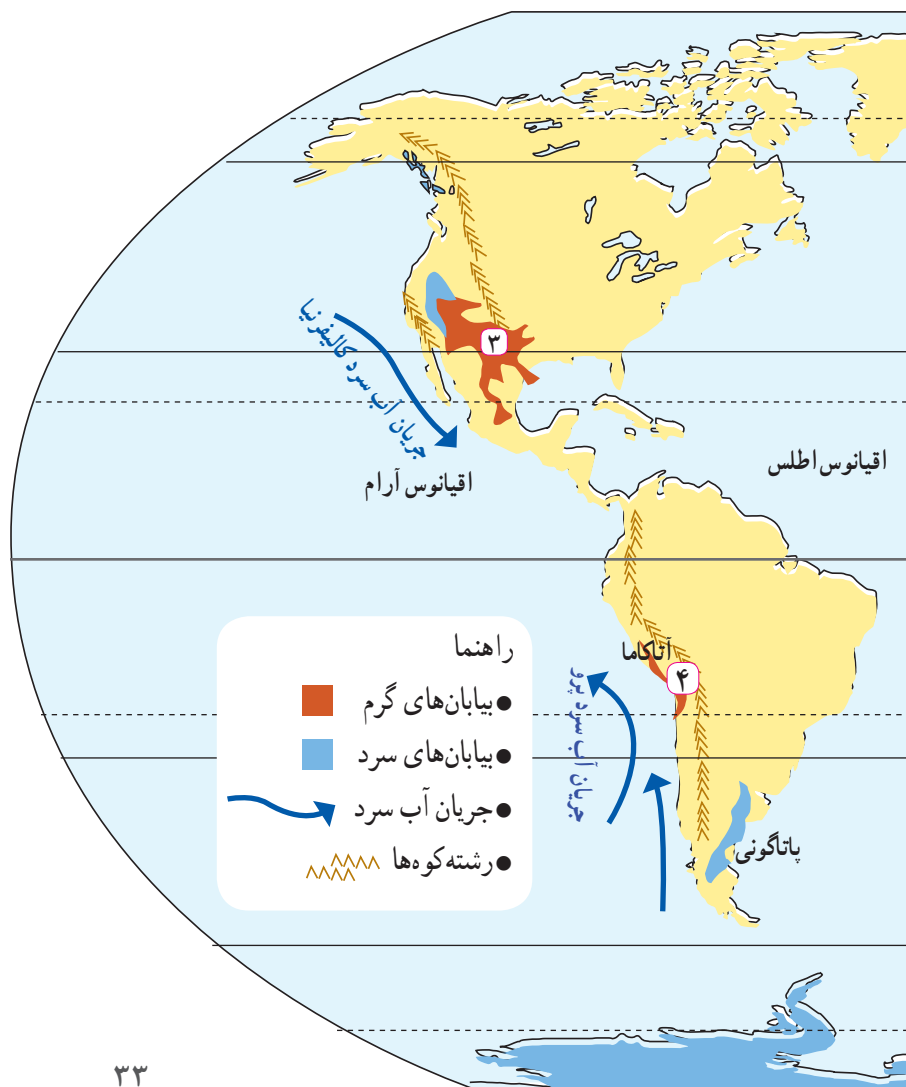 ۳
جریان آب سرد کالیفرنیا
اقیانوس اطلس
اقیانوس آرام
آتاکاما
۴
جریان آب سرد پرو
پاتاگونی
راهنما
● بیابان‌های گرم
● بیابان‌های سرد
● جریان آب سرد
● رشته‌کوه‌ها
۳۳